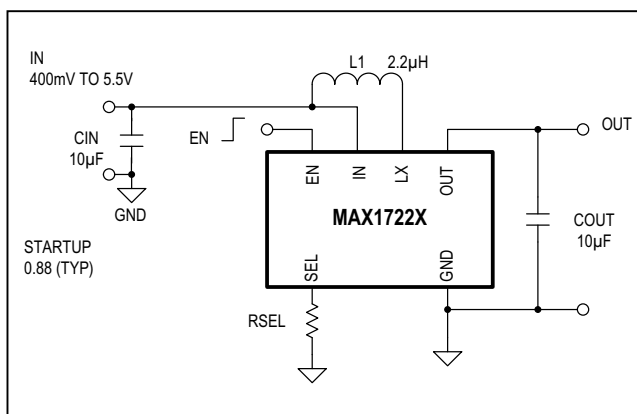 IN
400mV TO 5.5V
L1 2.2µH
CIN
10µF
EN
OUT
GND
EN
IN
LX
OUT
MAX1722X
COUT
10µF
STARTUP
0.88 (TYP)
SEL
GND
RSEL